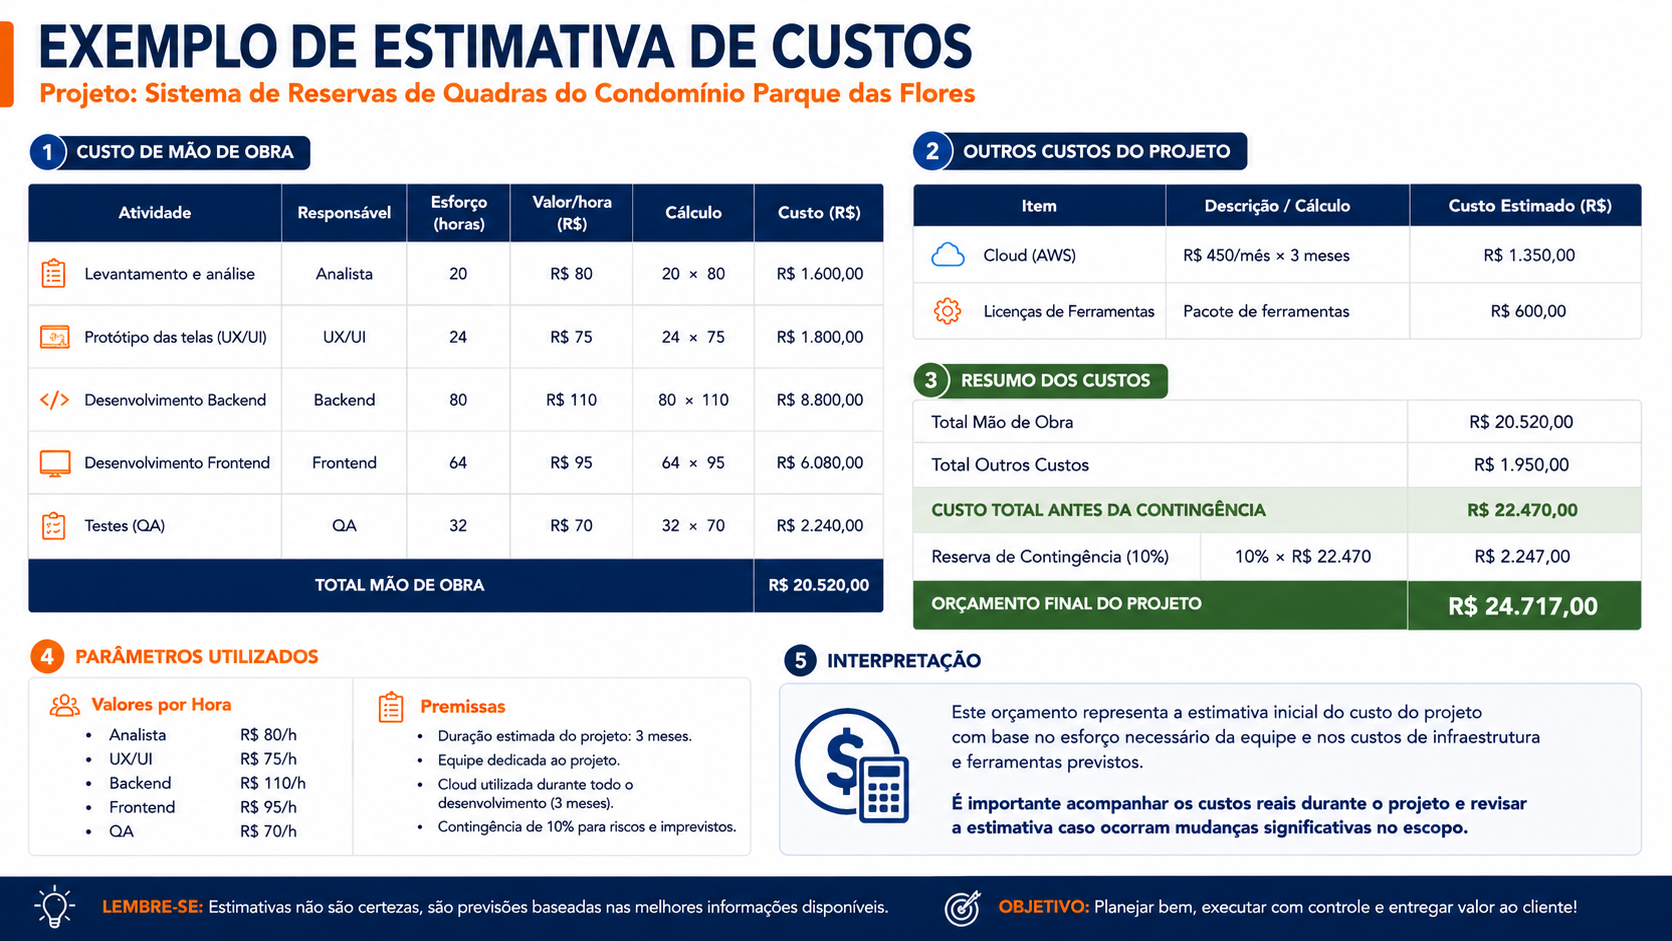 EXEMPLO DE ESTIMATIVA DE CUSTOS
Projeto: Sistema de Reservas de Quadras do Condomínio Parque das Flores
1 CUSTO DE MÃO DE OBRA
Atividade Responsável Esforço (horas) Valor/hora (R$) Cálculo Custo (R$)
Levantamento e análise Analista 20 R$ 80 20 × 80 R$ 1.600,00
Protótipo das telas (UX/UI) UX/UI 24 R$ 75 24 × 75 R$ 1.800,00
Desenvolvimento Backend Backend 80 R$ 110 80 × 110 R$ 8.800,00
Desenvolvimento Frontend Frontend 64 R$ 95 64 × 95 R$ 6.080,00
Testes (QA) QA 32 R$ 70 32 × 70 R$ 2.240,00
TOTAL MÃO DE OBRA R$ 20.520,00
2 OUTROS CUSTOS DO PROJETO
Item Descrição / Cálculo Custo Estimado (R$)
Cloud (AWS) R$ 450/mês × 3 meses R$ 1.350,00
Licenças de Ferramentas Pacote de ferramentas R$ 600,00
3 RESUMO DOS CUSTOS
Total Mão de Obra R$ 20.520,00
Total Outros Custos R$ 1.950,00
CUSTO TOTAL ANTES DA CONTINGÊNCIA R$ 22.470,00
Reserva de Contingência (10%) 10% × R$ 22.470 R$ 2.247,00
ORÇAMENTO FINAL DO PROJETO R$ 24.717,00
4 PARÂMETROS UTILIZADOS
Valores por Hora
• Analista R$ 80/h
• UX/UI R$ 75/h
• Backend R$ 110/h
• Frontend R$ 95/h
• QA R$ 70/h
Premissas
• Duração estimada do projeto: 3 meses.
• Equipe dedicada ao projeto.
• Cloud utilizada durante todo o
desenvolvimento (3 meses).
• Contingência de 10% para riscos e imprevistos.
5 INTERPRETAÇÃO
Este orçamento representa a estimativa inicial do custo do projeto
com base no esforço necessário da equipe e nos custos de infraestrutura
e ferramentas previstos.
É importante acompanhar os custos reais durante o projeto e revisar
a estimativa caso ocorram mudanças significativas no escopo.
LEMBRE-SE: Estimativas não são certezas, são previsões baseadas nas melhores informações disponíveis.
OBJETIVO: Planejar bem, executar com controle e entregar valor ao cliente!